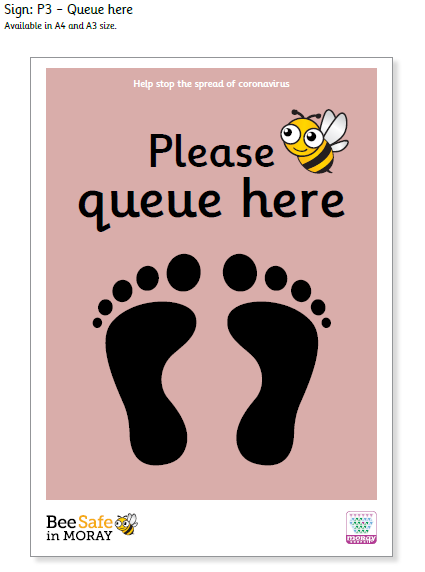 Sign: P3 - Queue here
Available in A4 and A3 size.
Help stop the spread of coronavirus
Please
queue here
Bee Safe
in MORAY
moray